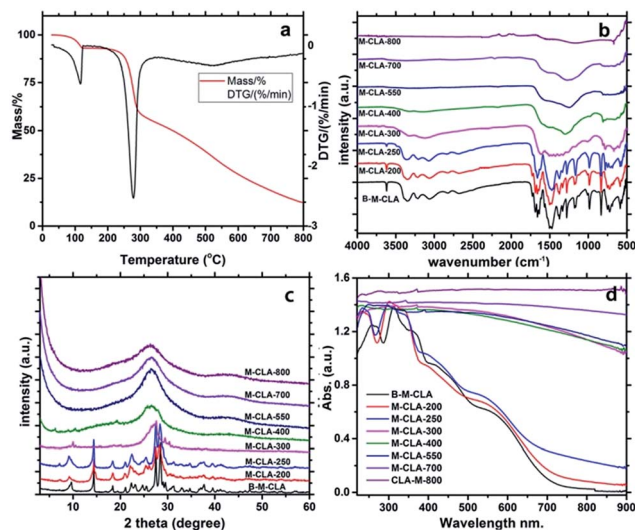 a
Mass/%
100
75
50
25
0
0
-1
-2
-3
DTG/(%/min)
Mass/%
DTG/(%/min)
0 100 200 300 400 500 600 700 800
Temperature (°C)
b
intensity (a.u.)
M-CLA-800
M-CLA-700
M-CLA-550
M-CLA-400
M-CLA-300
M-CLA-250
M-CLA-200
B-M-CLA
4000 3500 3000 2500 2000 1500 1000 500
wavenumber (cm-1)
c
intensity (a.u.)
M-CLA-800
M-CLA-700
M-CLA-550
M-CLA-400
M-CLA-300
M-CLA-250
M-CLA-200
B-M-CLA
10 20 30 40 50 60
2 theta (degree)
d
Abs. (a.u.)
1.6
1.2
0.8
0.4
0.0
B-M-CLA
M-CLA-200
M-CLA-250
M-CLA-300
M-CLA-400
M-CLA-550
M-CLA-700
CLA-M-800
300 400 500 600 700 800 900
Wavelength nm.